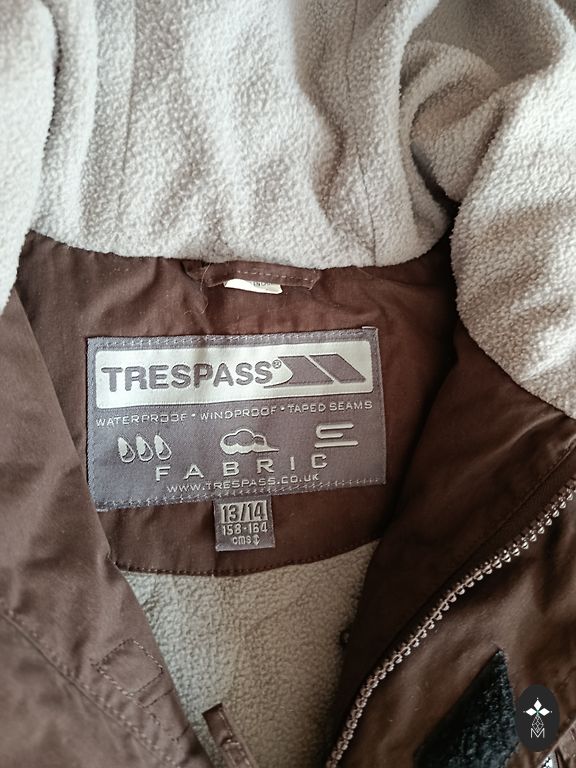 TRESPASS®
WATERPROOF • WINDPROOF • TAPED SEAMS
FABRIC
WWW.TRESPASS.CO.UK
13/14
158-164
cms
M